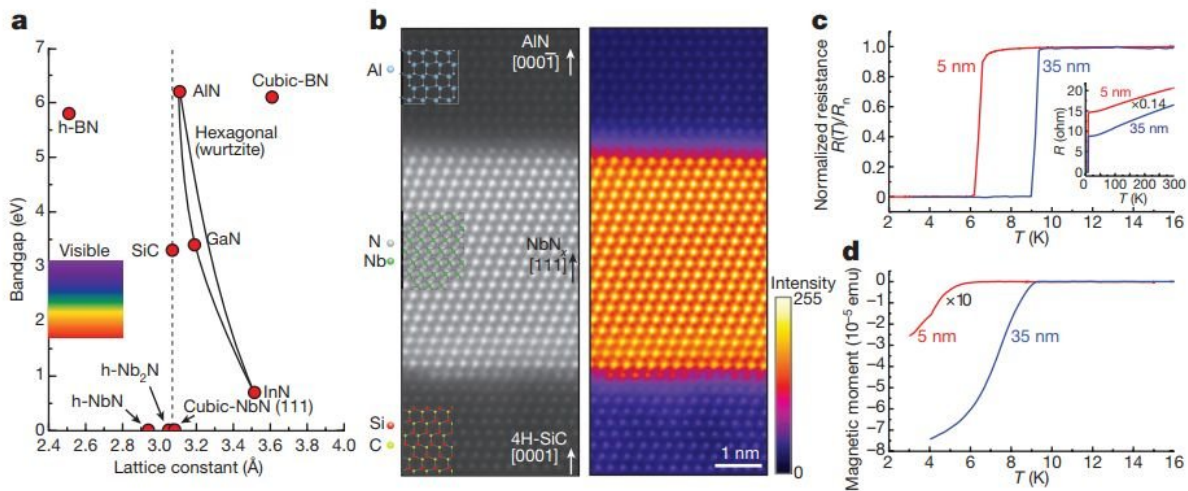 a
Bandgap (eV)
7
6
5
4
3
2
1
0
2.4 2.6 2.8 3.0 3.2 3.4 3.6 3.8 4.0
Lattice constant (Å)
AlN
Cubic-BN
h-BN
Hexagonal
(wurtzite)
SiC
GaN
Visible
InN
h-Nb₂N
h-NbN
Cubic-NbN (111)
b
Al
AlN
[0001̅]
N
Nb
NbNₓ
[111]
Si
C
4H-SiC
[0001]
1 nm
Intensity
255
0
c
Normalized resistance
R(T)/Rₙ
1.0
0.8
0.6
0.4
0.2
0
5 nm
35 nm
R (ohm)
20
15
10
5
0
5 nm
×0.14
35 nm
0 100 200 300
T (K)
2 4 6 8 10 12 14 16
T (K)
d
Magnetic moment (10⁻⁵ emu)
0
−1
−2
−3
−4
−5
−6
−7
−8
×10
5 nm
35 nm
2 4 6 8 10 12 14 16
T (K)